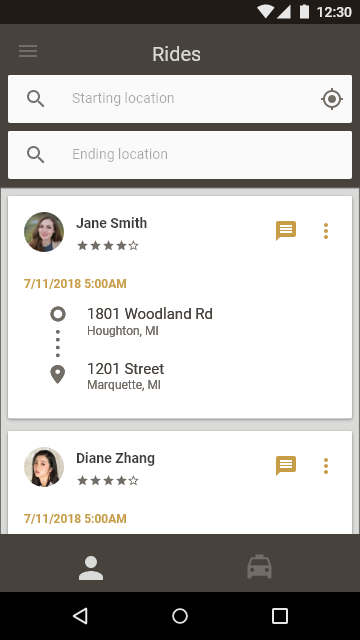 12:30
Rides
Starting location
Ending location
Jane Smith
7/11/2018 5:00AM
1801 Woodland Rd
Houghton, MI
1201 Street
Marquette, MI
Diane Zhang
7/11/2018 5:00AM